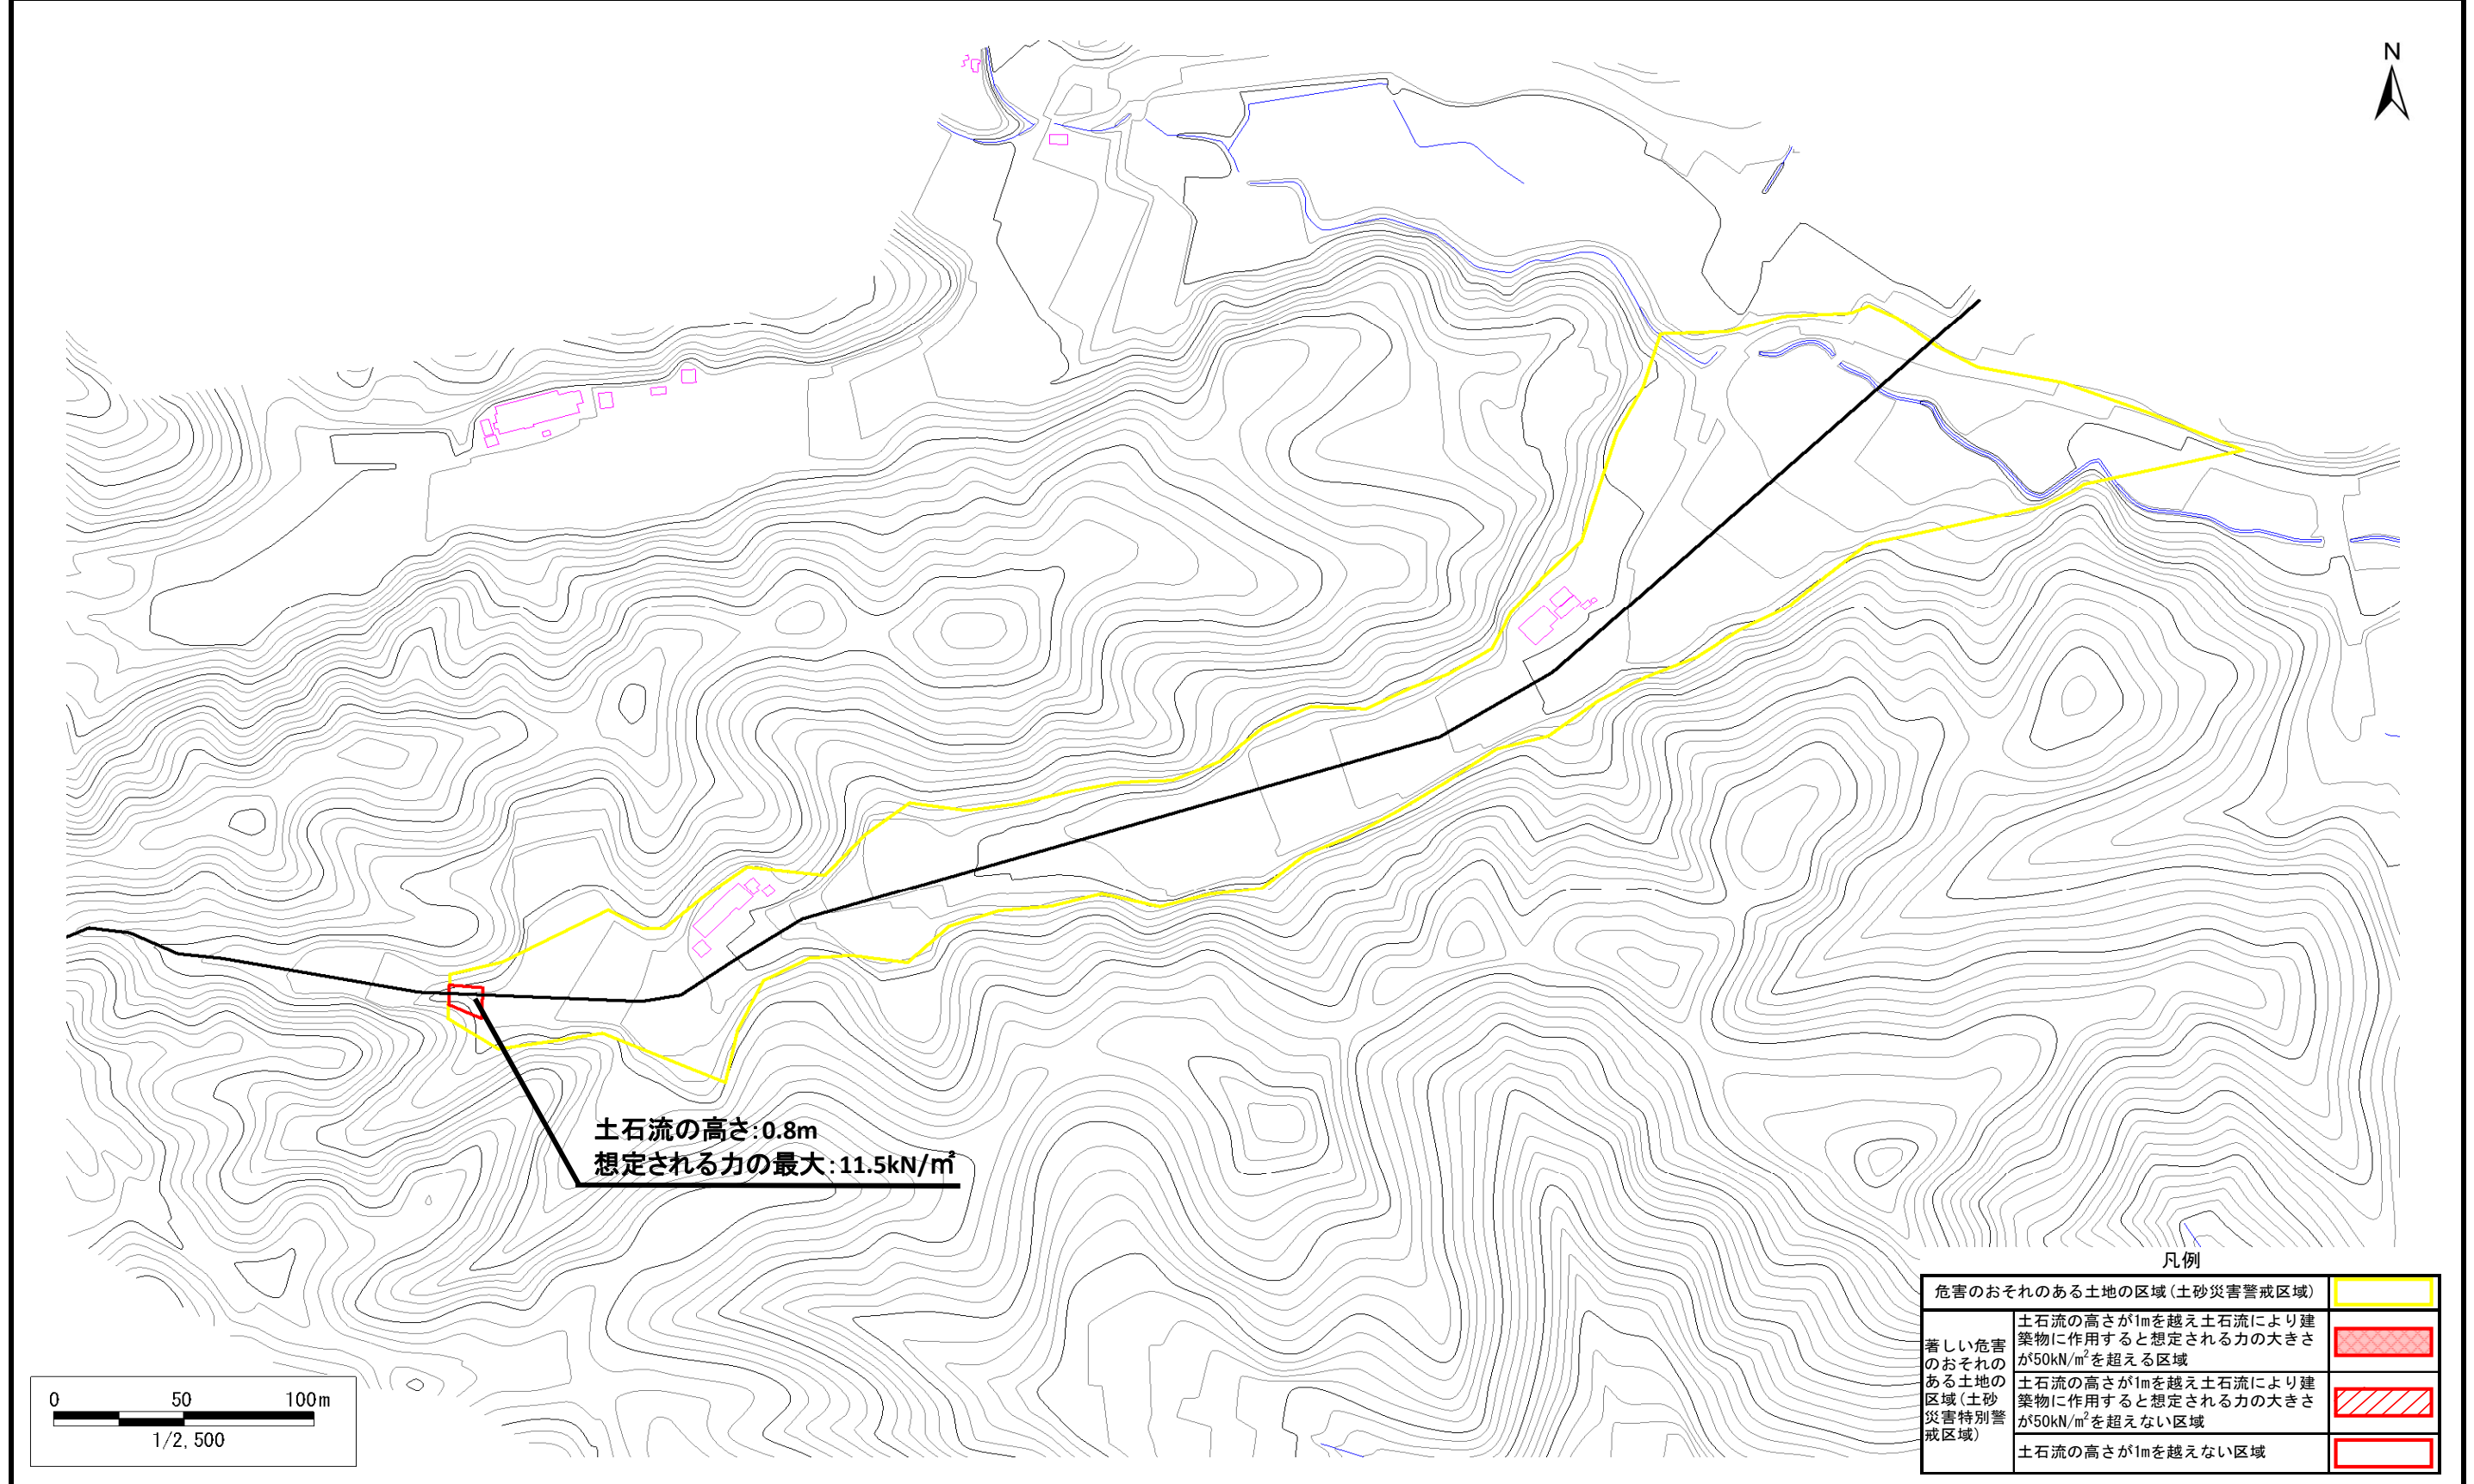 N
土石流の高さ:0.8m
想定される力の最大:11.5kN/㎡
凡例
危害のおそれのある土地の区域(土砂災害警戒区域)
著しい危害
のおそれの
ある土地の
区域(土砂
災害特別警
戒区域)
土石流の高さが1mを越え土石流により建
築物に作用すると想定される力の大きさ
が50kN/m²を超える区域
土石流の高さが1mを越え土石流により建
築物に作用すると想定される力の大きさ
が50kN/m²を超えない区域
土石流の高さが1mを越えない区域
0 50 100m
1/2,500